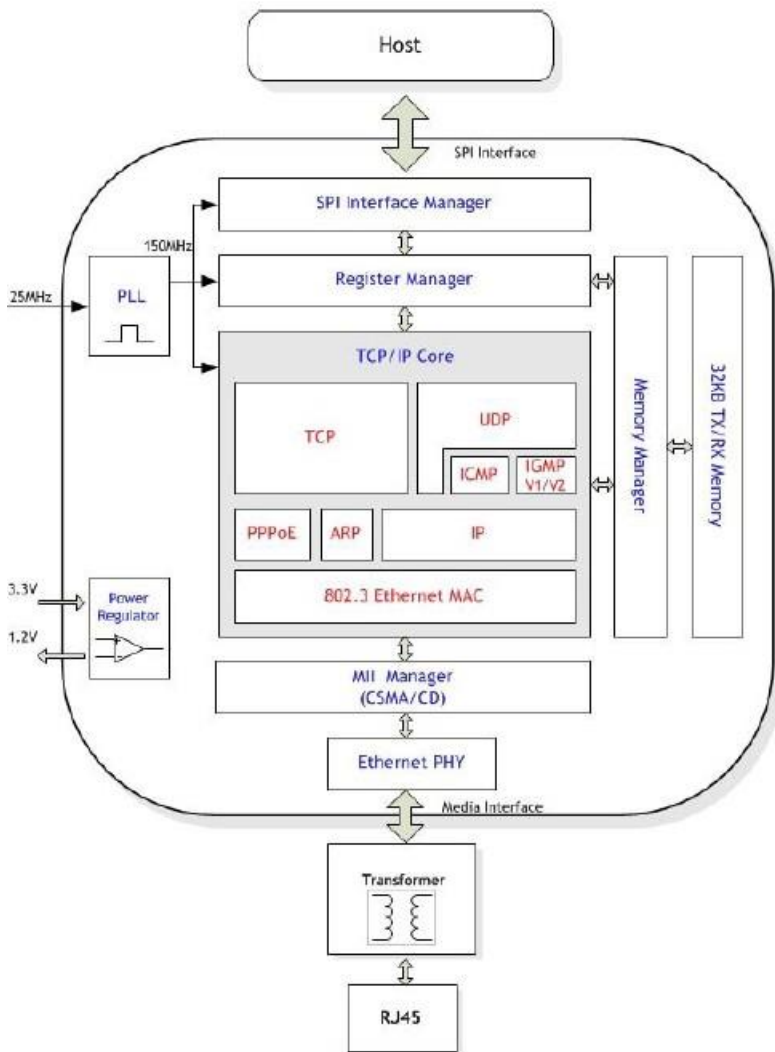 Host
SPI Interface
SPI Interface Manager
150MHz
25MHz
PLL
Register Manager
TCP/IP Core
TCP
UDP
ICMP
IGMP
V1/V2
PPPoE
ARP
IP
802.3 Ethernet MAC
Memory Manager
32KB TX/RX Memory
3.3V
1.2V
Power
Regulator
MII Manager
(CSMA/CD)
Ethernet PHY
Media Interface
Transformer
RJ45